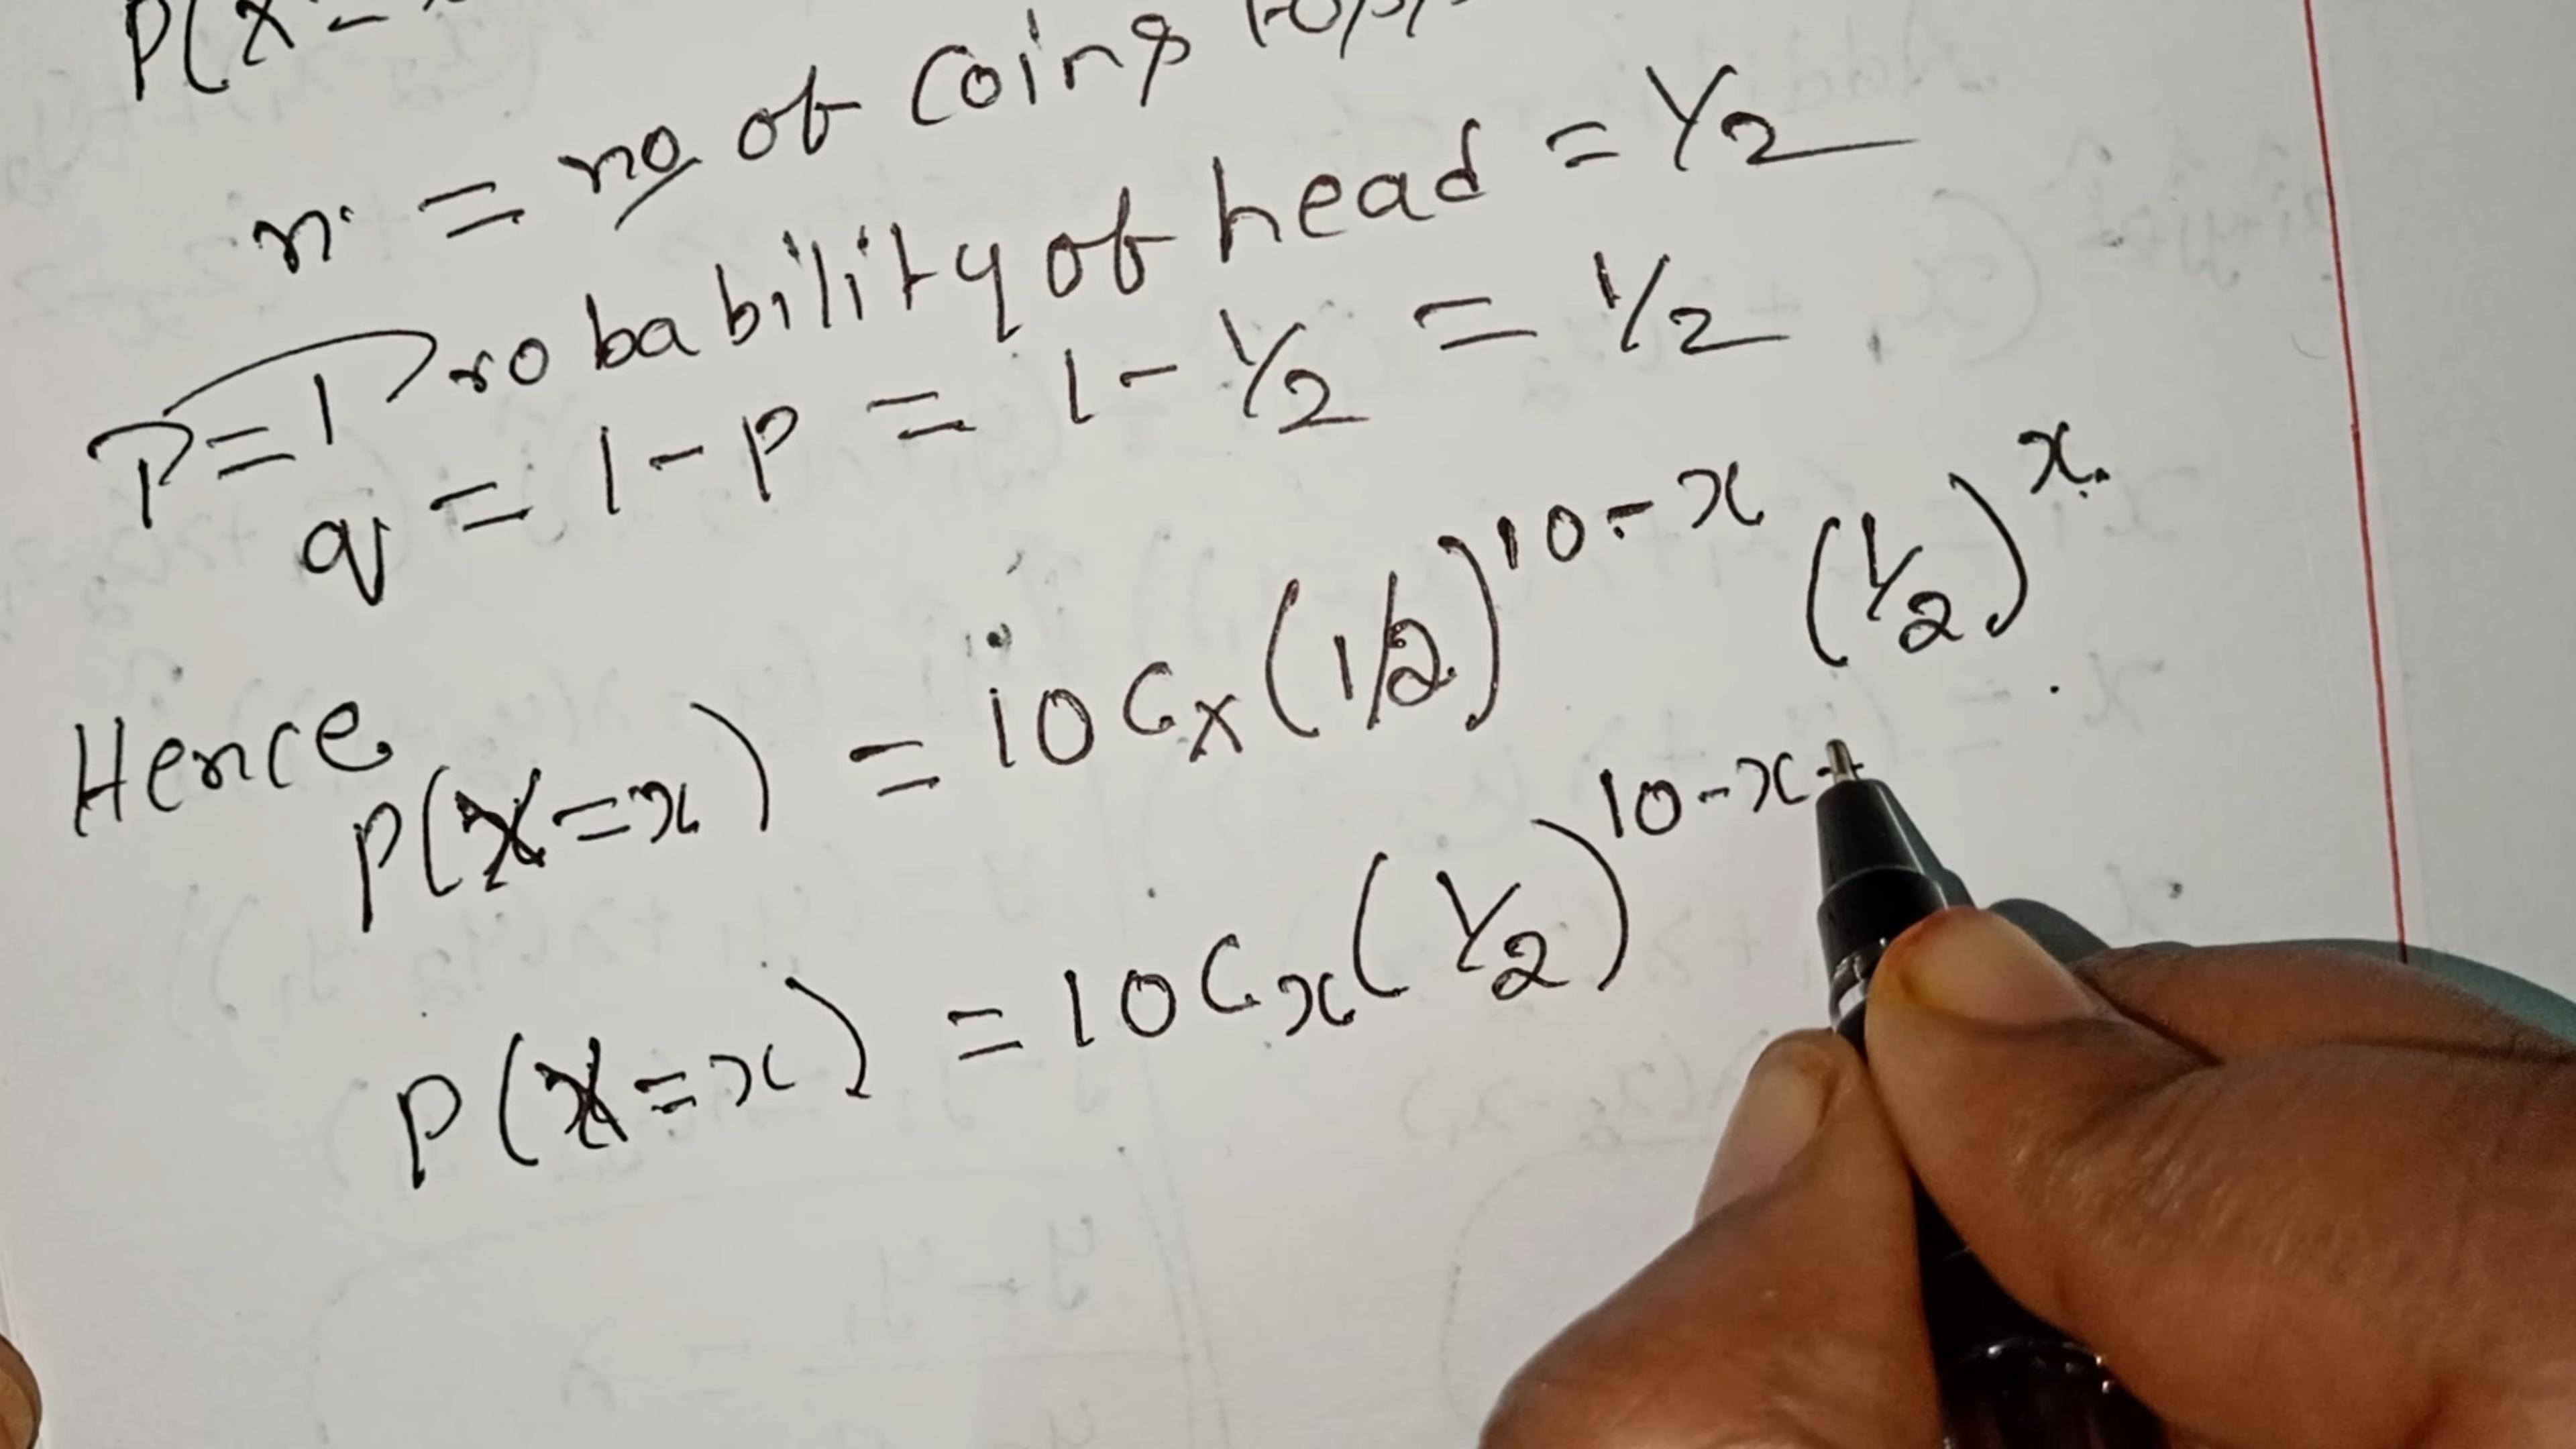 P(X =
n = no of coins
P = Probability of head = 1/2
q = 1 - p = 1 - 1/2 = 1/2
Hence
P(X = x) = 10Cx (1/2)^10-x (1/2)^x
P(X = x) = 10Cx (1/2)^10-x+